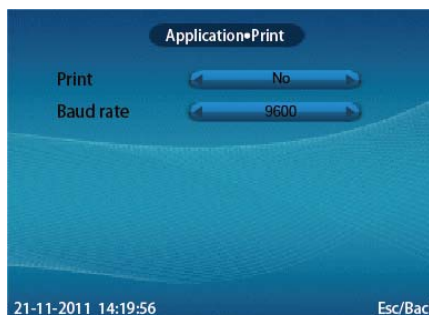 Application•Print
Print No
Baud rate 9600
21-11-2011 14:19:56 Esc/Bac